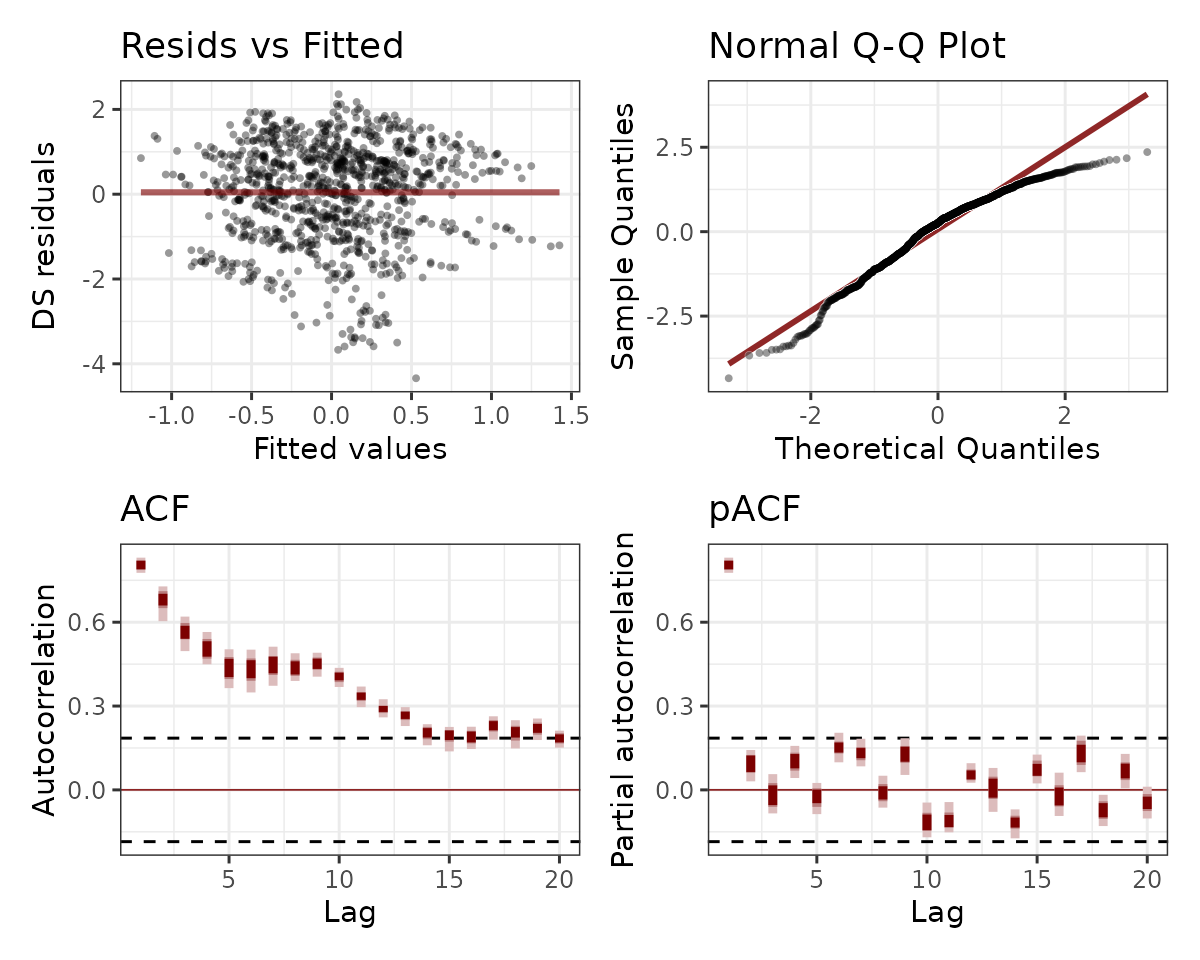 Resids vs Fitted
DS residuals
2
0
-2
-4
-1.0 -0.5 0.0 0.5 1.0 1.5
Fitted values
Normal Q-Q Plot
Sample Quantiles
2.5
0.0
-2.5
-2 0 2
Theoretical Quantiles
ACF
Autocorrelation
0.6
0.3
0.0
5 10 15 20
Lag
pACF
Partial autocorrelation
0.6
0.3
0.0
5 10 15 20
Lag